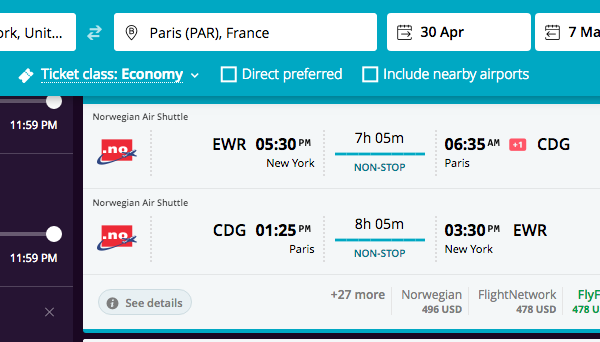 rk, Unit...
Paris (PAR), France
30 Apr
7 Ma
Ticket class: Economy
Direct preferred
Include nearby airports
11:59 PM
Norwegian Air Shuttle
.no
EWR 05:30 PM
New York
7h 05m
NON-STOP
06:35 AM +1 CDG
Paris
Norwegian Air Shuttle
.no
CDG 01:25 PM
Paris
8h 05m
NON-STOP
03:30 PM EWR
New York
11:59 PM
See details
+27 more
Norwegian
496 USD
FlightNetwork
478 USD
FlyF
478 U